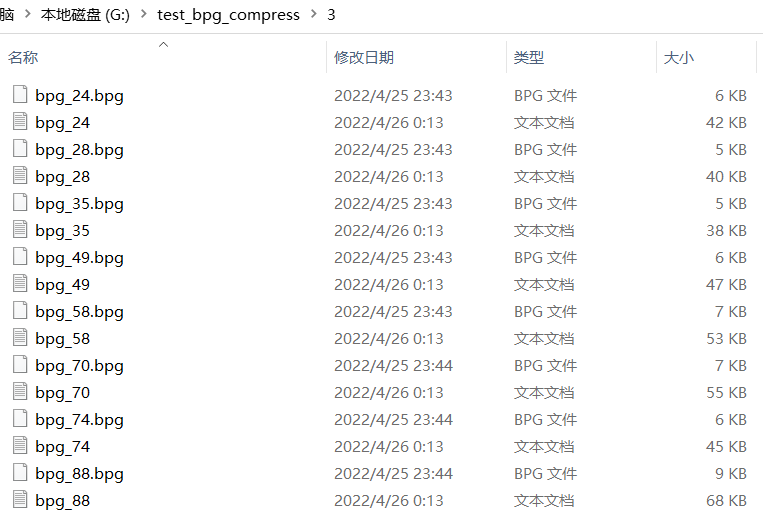 脑 > 本地磁盘 (G:) > test_bpg_compress > 3
名称 修改日期 类型 大小
bpg_24.bpg 2022/4/25 23:43 BPG 文件 6 KB
bpg_24 2022/4/26 0:13 文本文档 42 KB
bpg_28.bpg 2022/4/25 23:43 BPG 文件 5 KB
bpg_28 2022/4/26 0:13 文本文档 40 KB
bpg_35.bpg 2022/4/25 23:43 BPG 文件 5 KB
bpg_35 2022/4/26 0:13 文本文档 38 KB
bpg_49.bpg 2022/4/25 23:43 BPG 文件 6 KB
bpg_49 2022/4/26 0:13 文本文档 47 KB
bpg_58.bpg 2022/4/25 23:43 BPG 文件 7 KB
bpg_58 2022/4/26 0:13 文本文档 53 KB
bpg_70.bpg 2022/4/25 23:44 BPG 文件 7 KB
bpg_70 2022/4/26 0:13 文本文档 55 KB
bpg_74.bpg 2022/4/25 23:44 BPG 文件 6 KB
bpg_74 2022/4/26 0:13 文本文档 45 KB
bpg_88.bpg 2022/4/25 23:44 BPG 文件 9 KB
bpg_88 2022/4/26 0:13 文本文档 68 KB